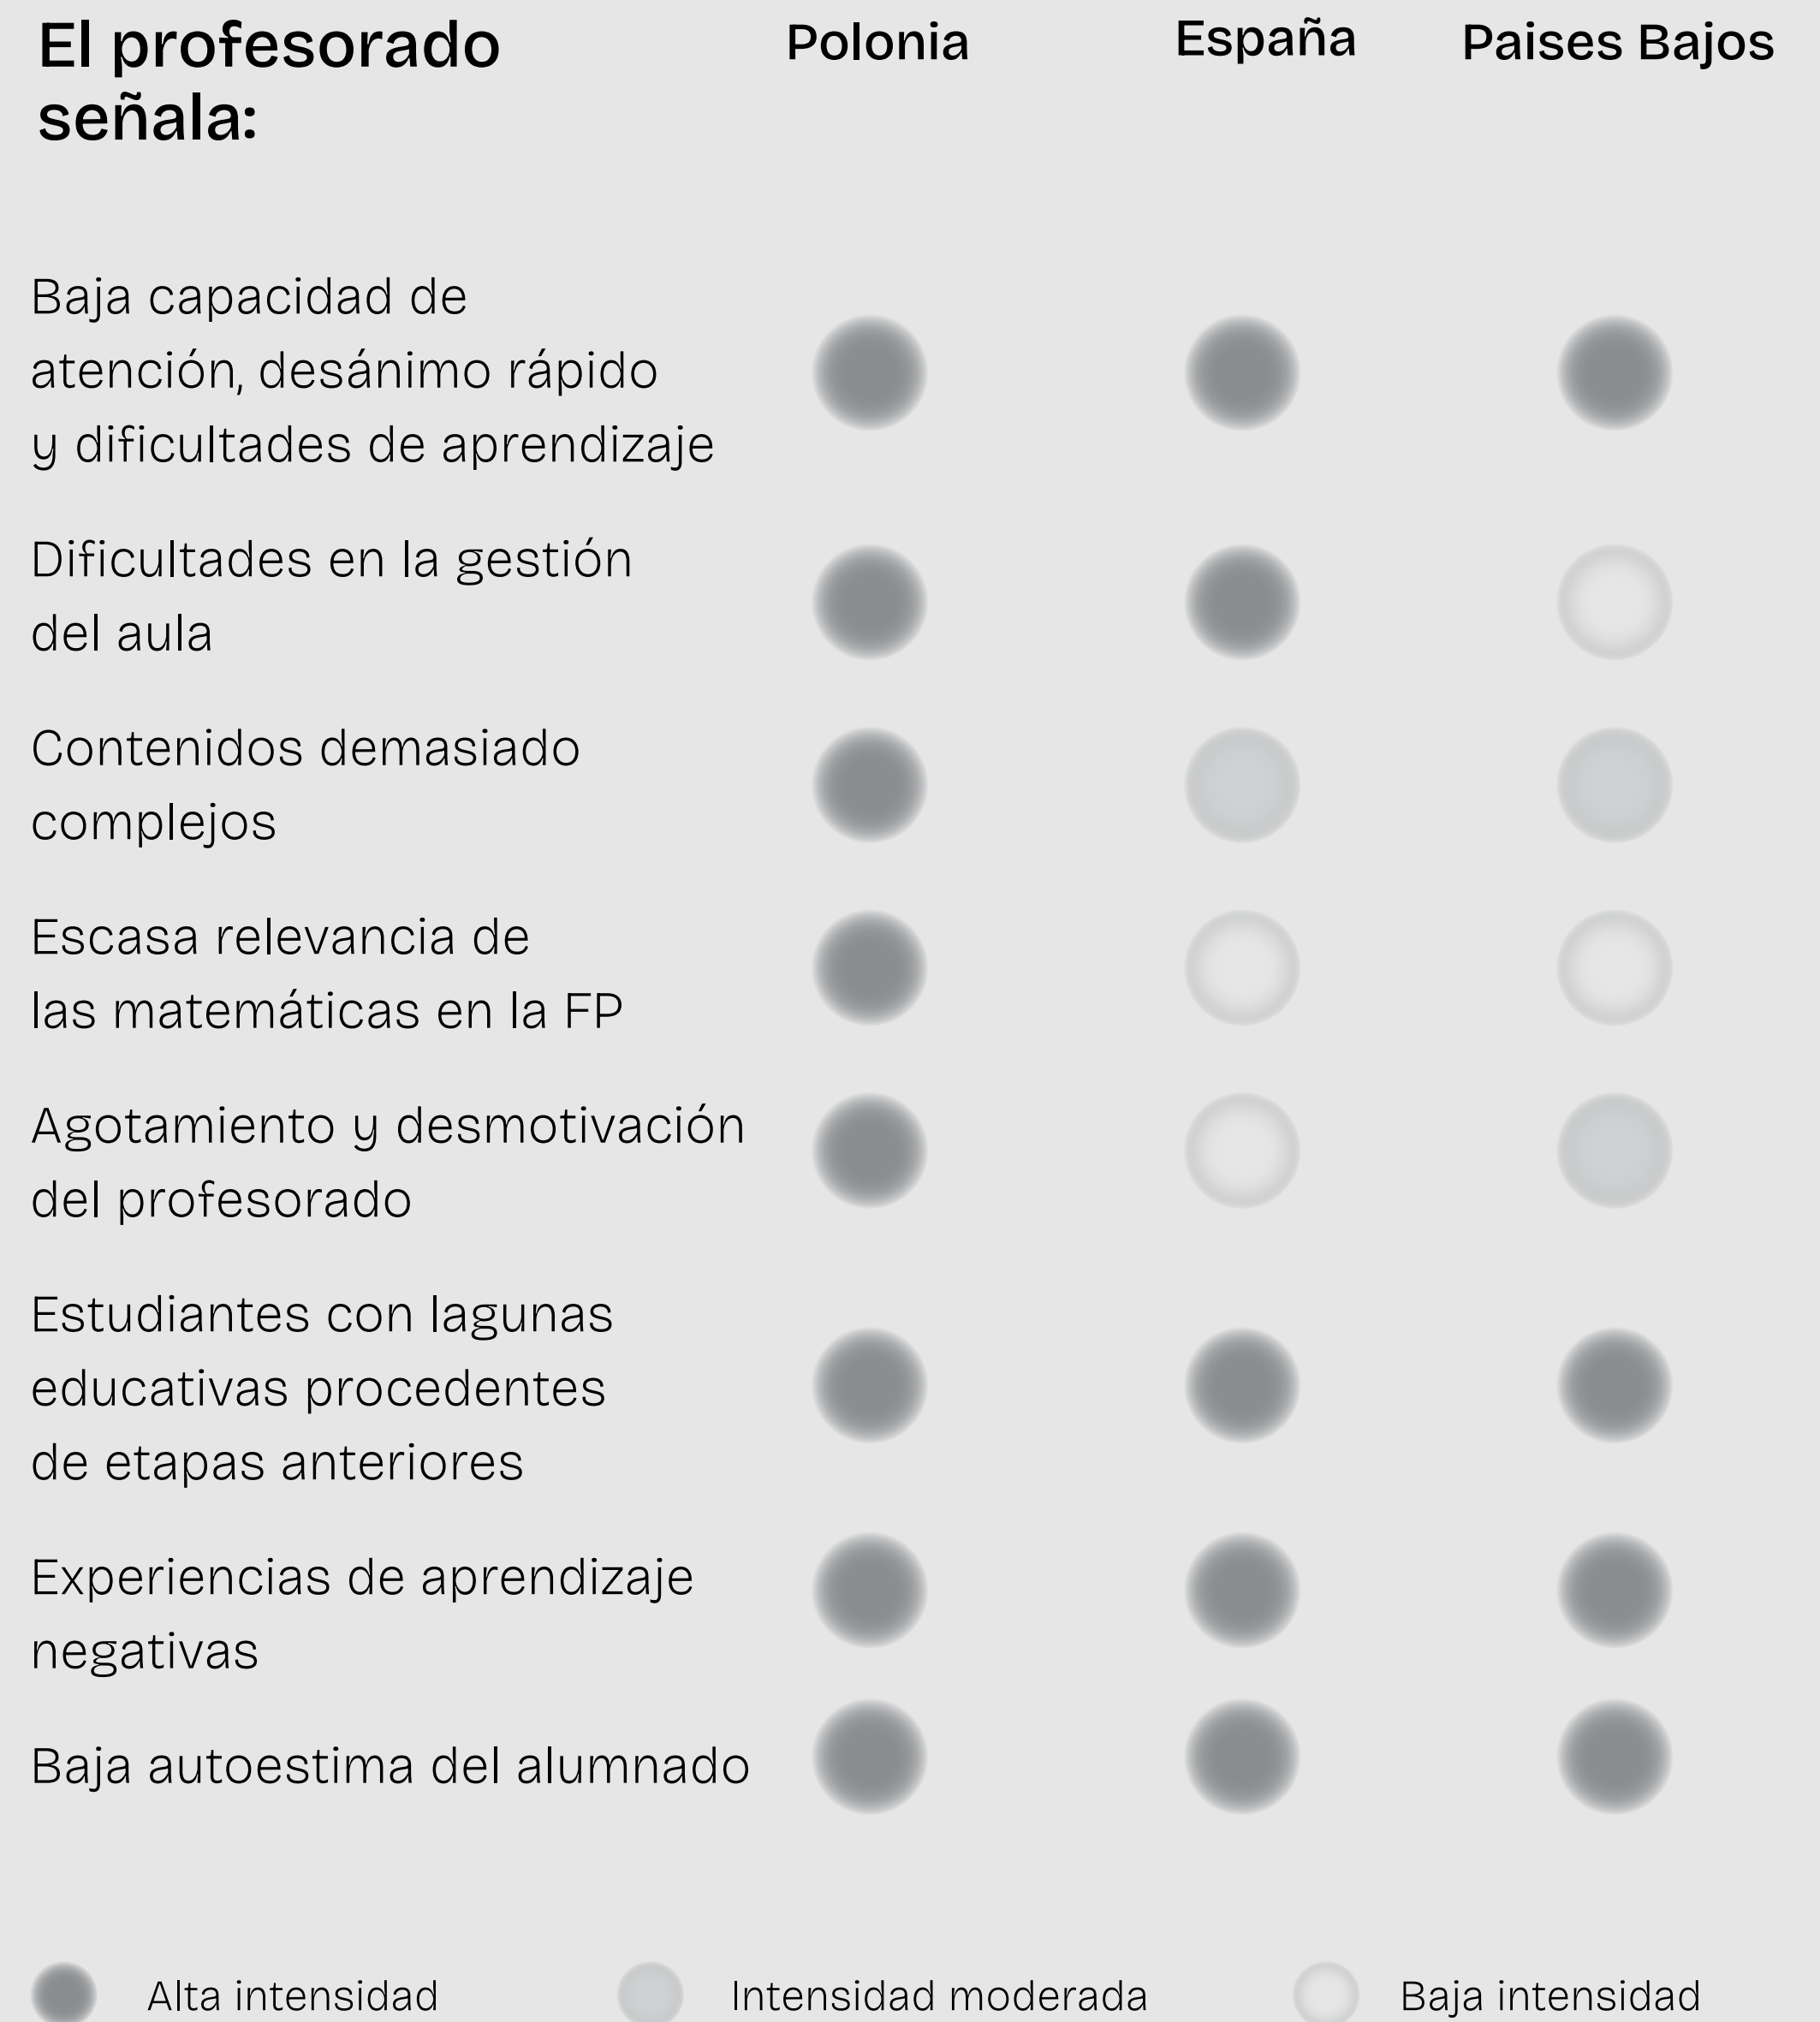 El profesorado
señala:
Polonia
España
Paises Bajos
Baja capacidad de
atención, desánimo rápido
y dificultades de aprendizaje
Dificultades en la gestión
del aula
Contenidos demasiado
complejos
Escasa relevancia de
las matemáticas en la FP
Agotamiento y desmotivación
del profesorado
Estudiantes con lagunas
educativas procedentes
de etapas anteriores
Experiencias de aprendizaje
negativas
Baja autoestima del alumnado
Alta intensidad
Intensidad moderada
Baja intensidad